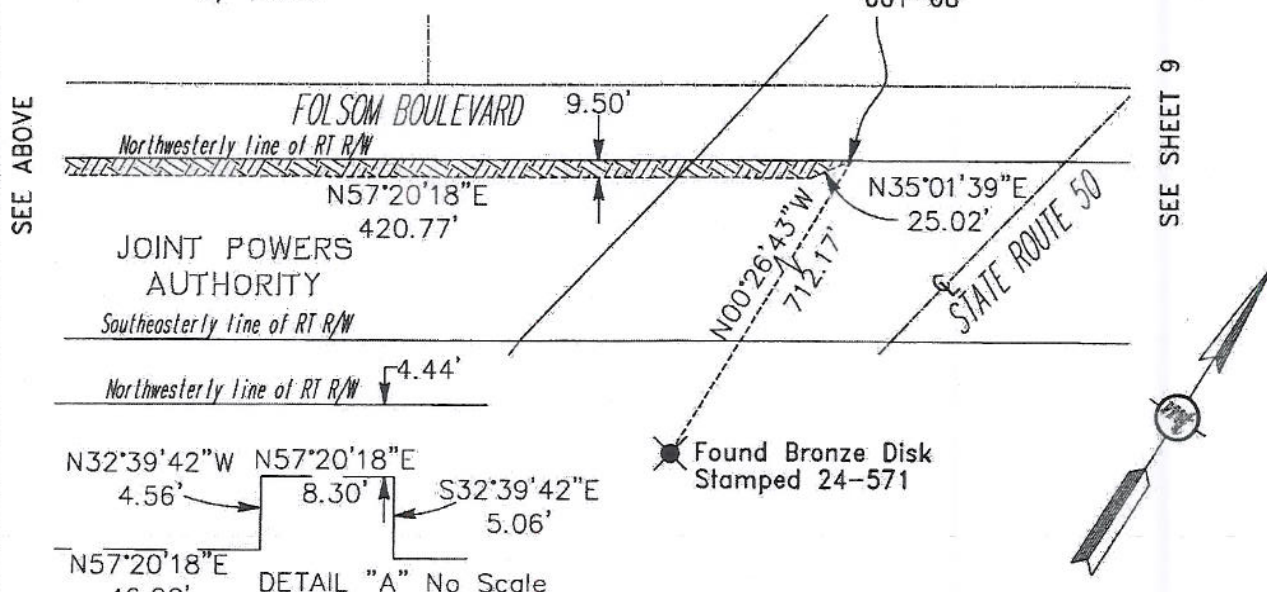 SEE ABOVE
FOLSOM BOULEVARD
9.50'
Northwesterly line of RT R/W
N57°20'18"E
420.77'
N35°01'39"E
25.02'
N00°26'43"W
712.17'
℄
STATE ROUTE 50
SEE SHEET 9
JOINT POWERS
AUTHORITY
Southeasterly line of RT R/W
4.44'
Northwesterly line of RT R/W
Found Bronze Disk
Stamped 24-571
N32°39'42"W
4.56'
N57°20'18"E
8.30'
S32°39'42"E
5.06'
N57°20'18"E
DETAIL "A" No Scale